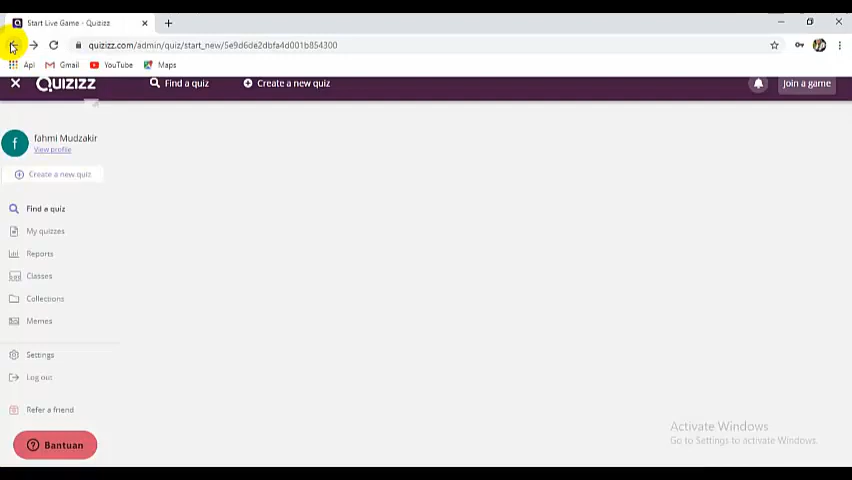 Start Live Game - Quizizz
quizizz.com/admin/quiz/start_new/5e9d6de2dbfa4d001b854300
Apl Gmail YouTube Maps
Quizizz Find a quiz Create a new quiz Join a game
f
fahmi Mudzakir
View profile
Create a new quiz
Find a quiz
My quizzes
Reports
Classes
Collections
Memes
Settings
Log out
Refer a friend
Bantuan
Activate Windows
Go to Settings to activate Windows.